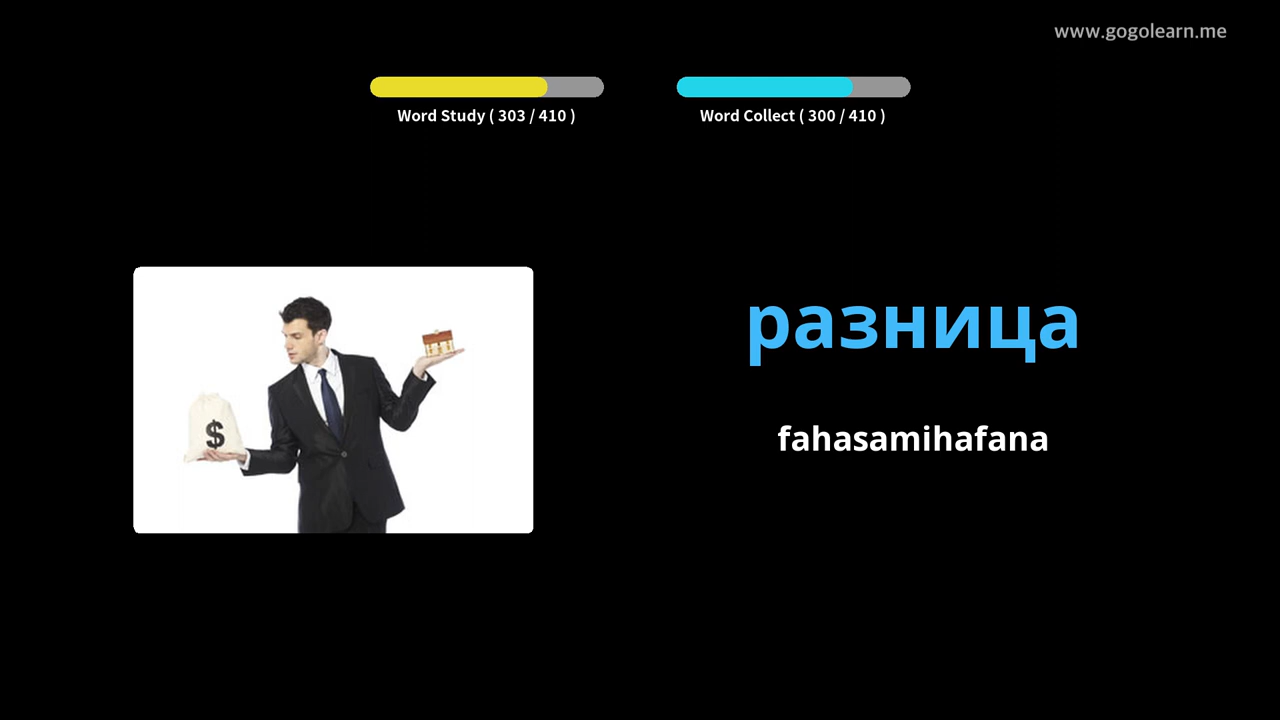 www.gogolearn.me
Word Study ( 303 / 410 )
Word Collect ( 300 / 410 )
разница
$
fahasamihafana